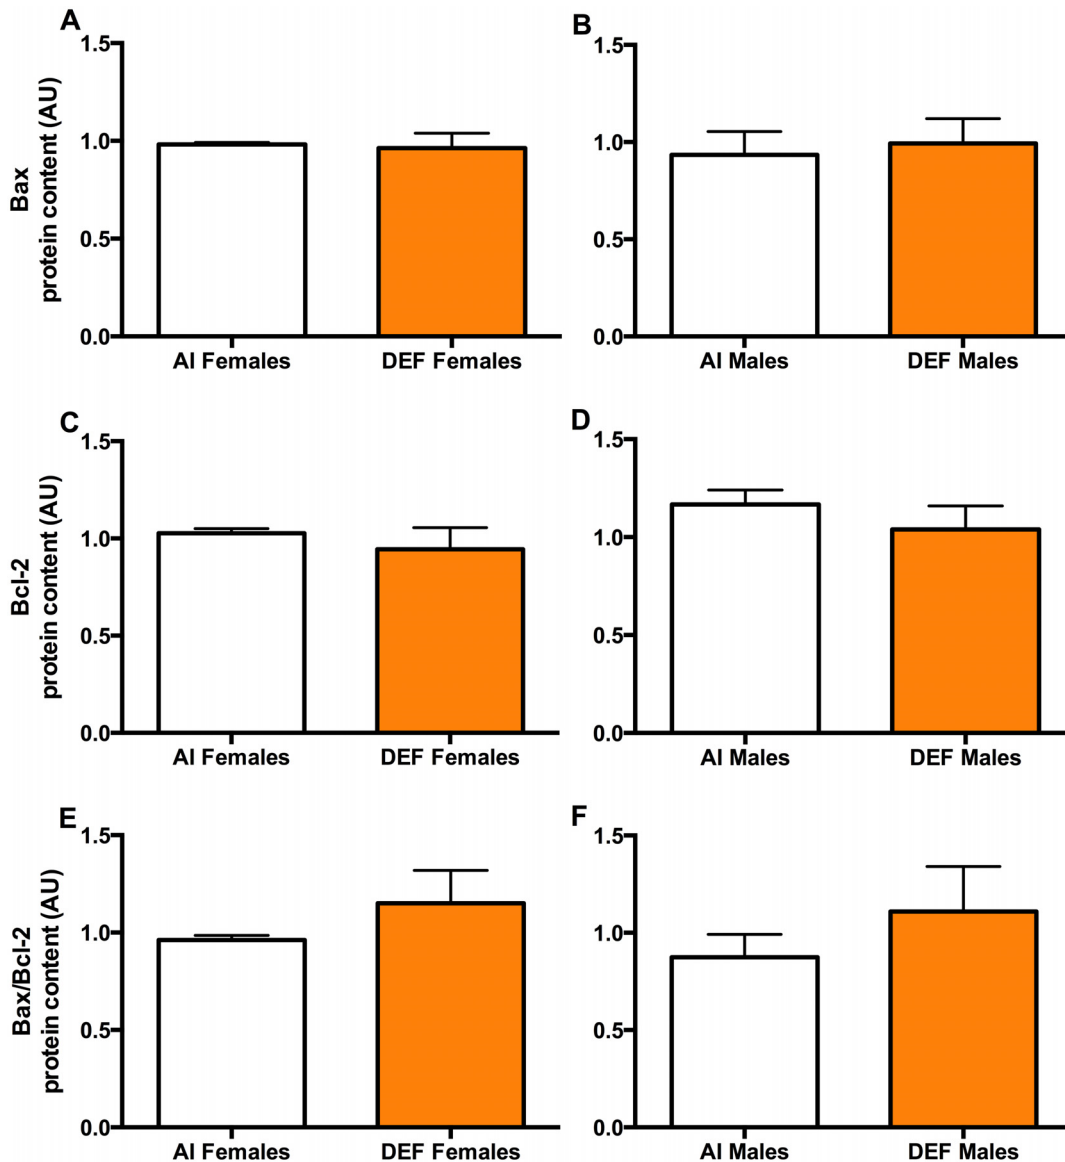 A
B
Bax
protein content (AU)
1.5
1.0
0.5
0.0
AI Females
DEF Females
1.5
1.0
0.5
0.0
AI Males
DEF Males
C
D
Bcl-2
protein content (AU)
1.5
1.0
0.5
0.0
AI Females
DEF Females
1.5
1.0
0.5
0.0
AI Males
DEF Males
E
F
Bax/Bcl-2
protein content (AU)
1.5
1.0
0.5
0.0
AI Females
DEF Females
1.5
1.0
0.5
0.0
AI Males
DEF Males